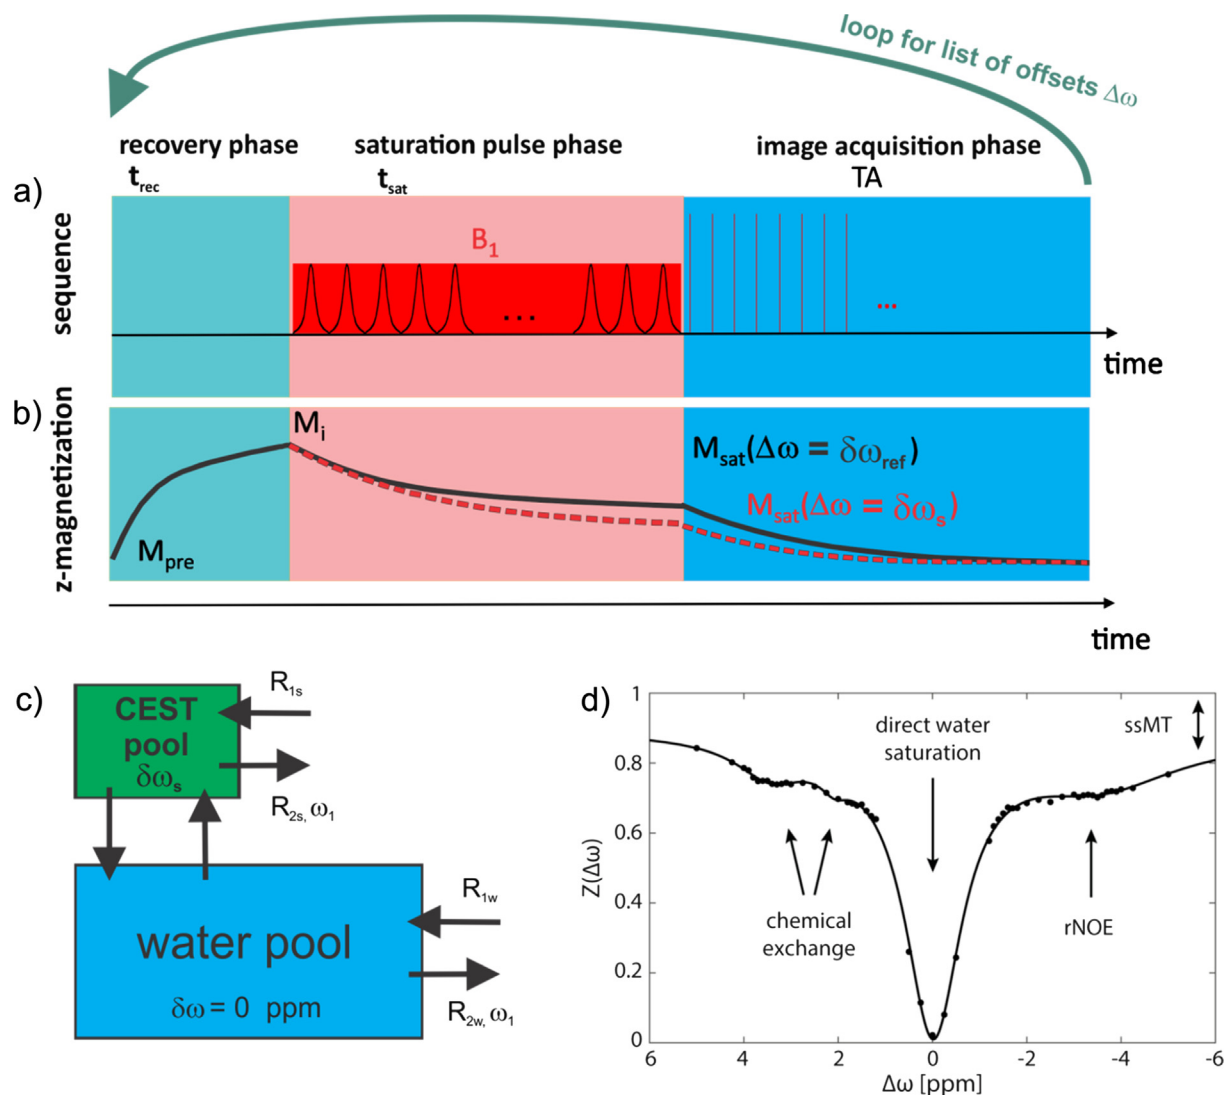 loop for list of offsets Δω
recovery phase
t_rec
saturation pulse phase
t_sat
image acquisition phase
TA
a)
sequence
B_1
...
...
time
b)
z-magnetization
M_i
M_pre
M_sat(Δω = δω_ref)
M_sat(Δω = δω_s)
time
c)
CEST
pool
δω_s
R_1s
R_2s, ω_1
water pool
δω = 0 ppm
R_1w
R_2w, ω_1
d)
Z(Δω)
1
0.8
0.6
0.4
0.2
0
direct water
saturation
ssMT
chemical
exchange
rNOE
6 4 2 0 -2 -4 -6
Δω [ppm]